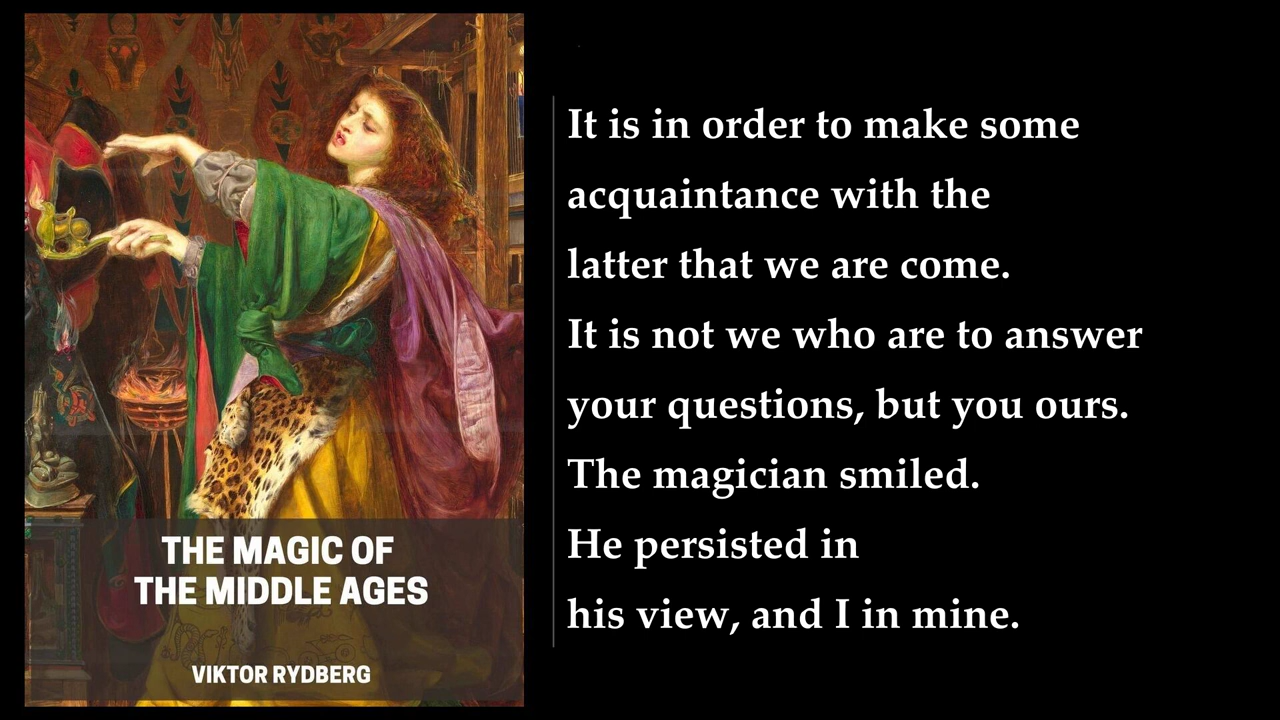 THE MAGIC OF
THE MIDDLE AGES
VIKTOR RYDBERG
It is in order to make some
acquaintance with the
latter that we are come.
It is not we who are to answer
your questions, but you ours.
The magician smiled.
He persisted in
his view, and I in mine.